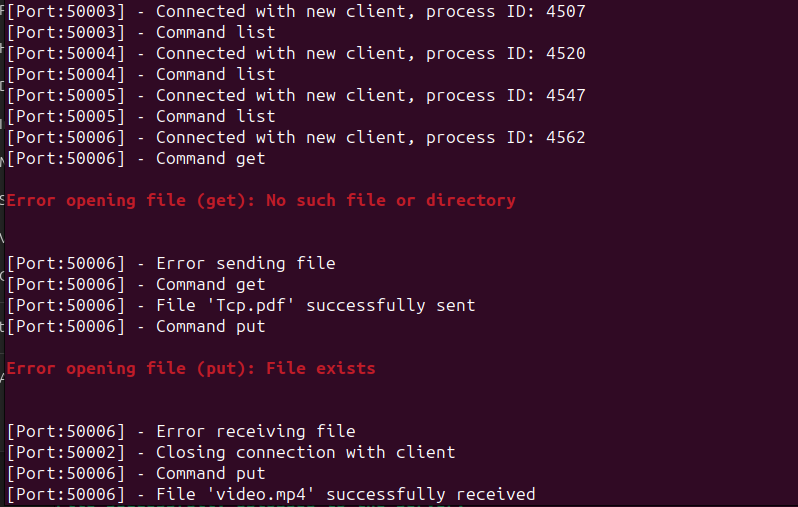 [Port:50003] - Connected with new client, process ID: 4507
[Port:50003] - Command list
[Port:50004] - Connected with new client, process ID: 4520
[Port:50004] - Command list
[Port:50005] - Connected with new client, process ID: 4547
[Port:50005] - Command list
[Port:50006] - Connected with new client, process ID: 4562
[Port:50006] - Command get
Error opening file (get): No such file or directory
[Port:50006] - Error sending file
[Port:50006] - Command get
[Port:50006] - File 'Tcp.pdf' successfully sent
[Port:50006] - Command put
Error opening file (put): File exists
[Port:50006] - Error receiving file
[Port:50002] - Closing connection with client
[Port:50006] - Command put
[Port:50006] - File 'video.mp4' successfully received